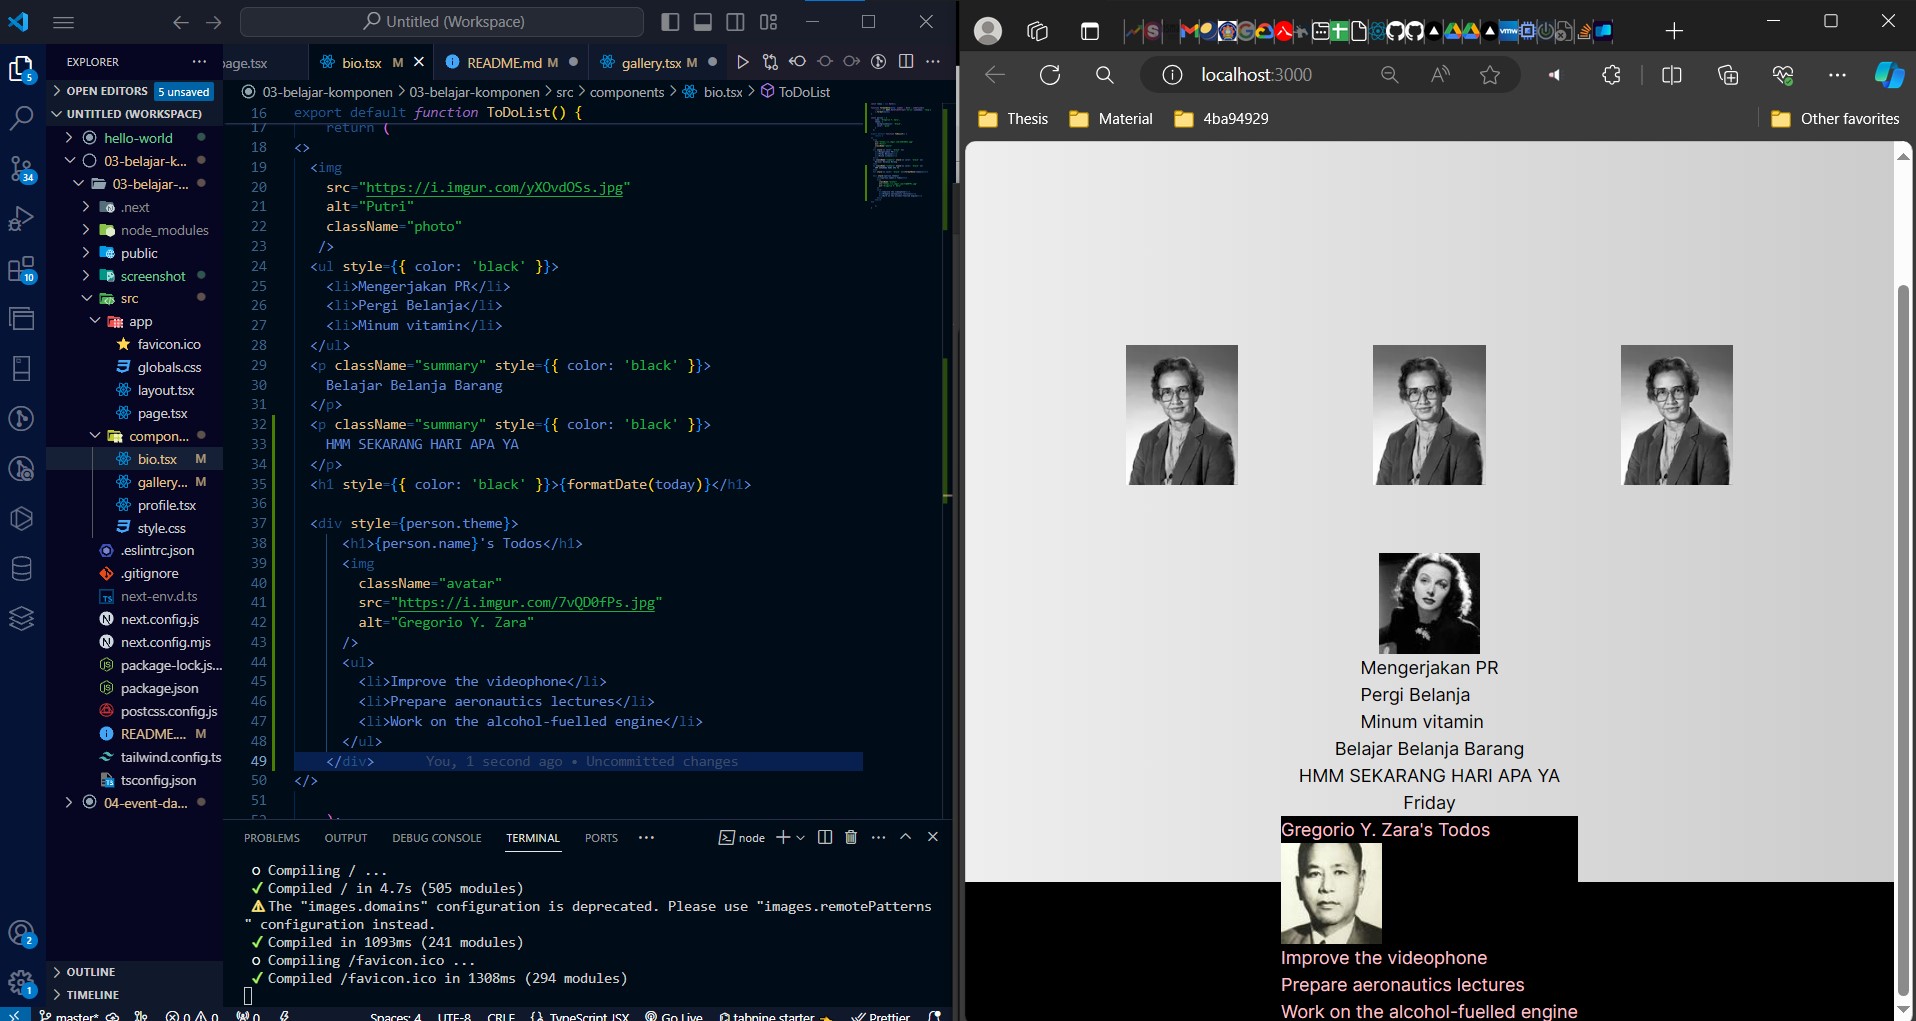 Untitled (Workspace)
EXPLORER
OPEN EDITORS 5 unsaved
UNTITLED (WORKSPACE)
hello-world
03-belajar-k...
03-belajar-...
.next
node_modules
public
screenshot
src
app
favicon.ico
globals.css
layout.tsx
page.tsx
compon...
bio.tsx M
gallery... M
profile.tsx
style.css
.eslintrc.json
.gitignore
next-env.d.ts
next.config.js
next.config.mjs
package-lock.js...
package.json
postcss.config.js
README.... M
tailwind.config.ts
tsconfig.json
04-event-da...
OUTLINE
TIMELINE
5
34
10
2
1
page.tsx
bio.tsx M
README.md M
gallery.tsx M
03-belajar-komponen > 03-belajar-komponen > src > components > bio.tsx > ToDoList
16 export default function ToDoList() {
17 return (
18 <>
19 <img
20 src="https://i.imgur.com/yXOvdOSs.jpg"
21 alt="Putri"
22 className="photo"
23 />
24 <ul style={{ color: 'black' }}>
25 <li>Mengerjakan PR</li>
26 <li>Pergi Belanja</li>
27 <li>Minum vitamin</li>
28 </ul>
29 <p className="summary" style={{ color: 'black' }}>
30 Belajar Belanja Barang
31 </p>
32 <p className="summary" style={{ color: 'black' }}>
33 HMM SEKARANG HARI APA YA
34 </p>
35 <h1 style={{ color: 'black' }}>{formatDate(today)}</h1>
36
37 <div style={person.theme}>
38 <h1>{person.name}'s Todos</h1>
39 <img
40 className="avatar"
41 src="https://i.imgur.com/7vQD0fPs.jpg"
42 alt="Gregorio Y. Zara"
43 />
44 <ul>
45 <li>Improve the videophone</li>
46 <li>Prepare aeronautics lectures</li>
47 <li>Work on the alcohol-fuelled engine</li>
48 </ul>
49 </div> You, 1 second ago • Uncommitted changes
50 </>
51
52 );
PROBLEMS OUTPUT DEBUG CONSOLE TERMINAL PORTS node
o Compiling / ...
✓ Compiled / in 4.7s (505 modules)
⚠ The "images.domains" configuration is deprecated. Please use "images.remotePatterns
" configuration instead.
✓ Compiled in 1093ms (241 modules)
o Compiling /favicon.ico ...
✓ Compiled /favicon.ico in 1308ms (294 modules)
master* 0 0 0 Spaces: 4 UTF-8 CRLF {} TypeScript JSX Go Live tabnine starter Prettier
localhost:3000
Thesis
Material
4ba94929
Other favorites
Mengerjakan PR
Pergi Belanja
Minum vitamin
Belajar Belanja Barang
HMM SEKARANG HARI APA YA
Friday
Gregorio Y. Zara's Todos
Improve the videophone
Prepare aeronautics lectures
Work on the alcohol-fuelled engine